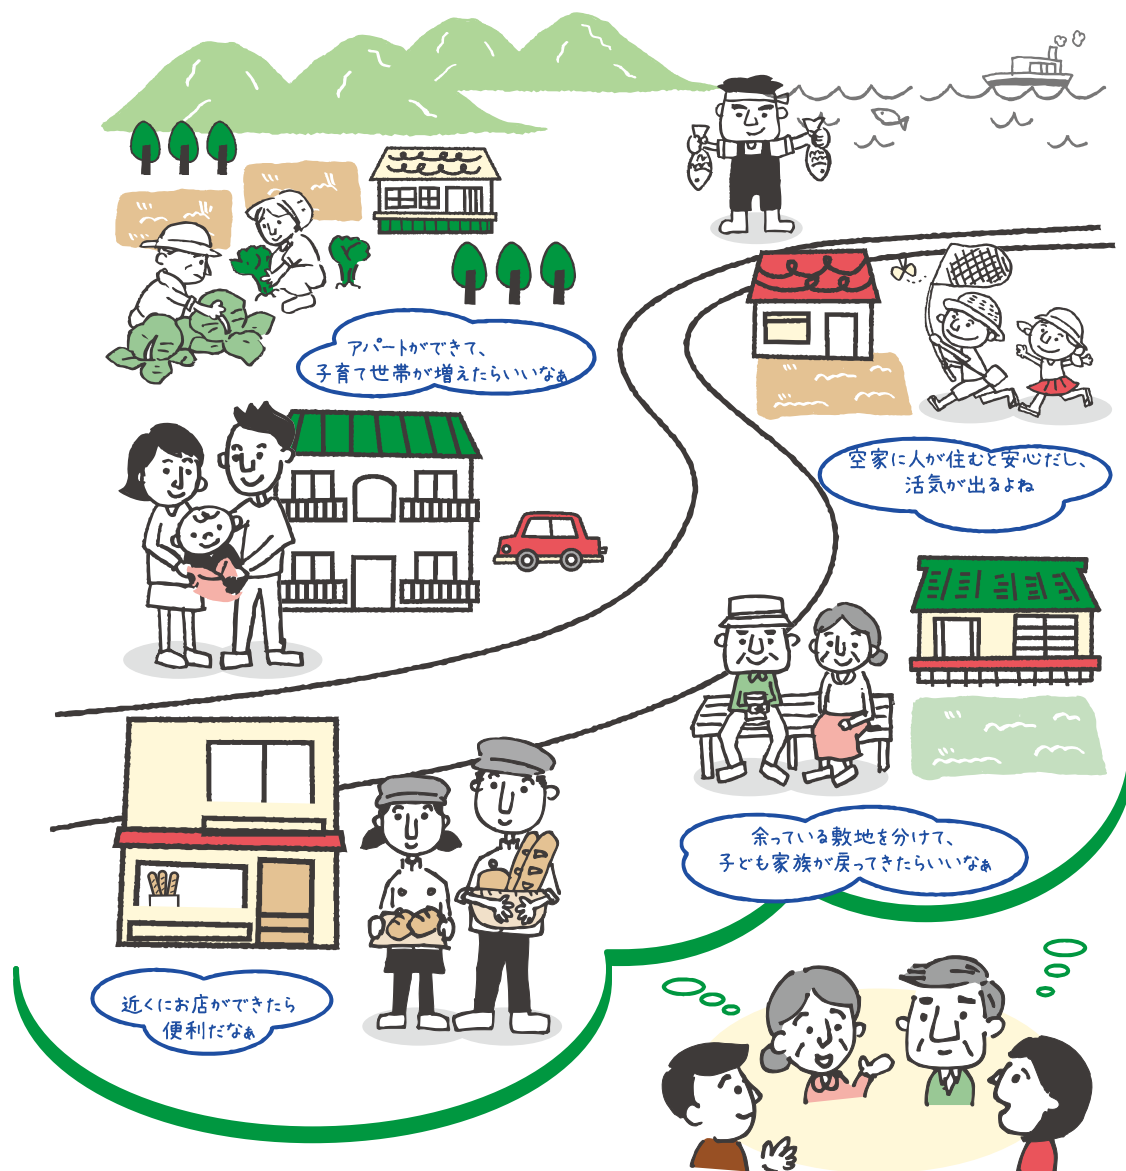 アパートができて、
子育て世帯が増えたらいいなぁ
空家に人が住むと安心だし、
活気が出るよね
余っている敷地を分けて、
子ども家族が戻ってきたらいいなぁ
近くにお店ができたら
便利だなぁ